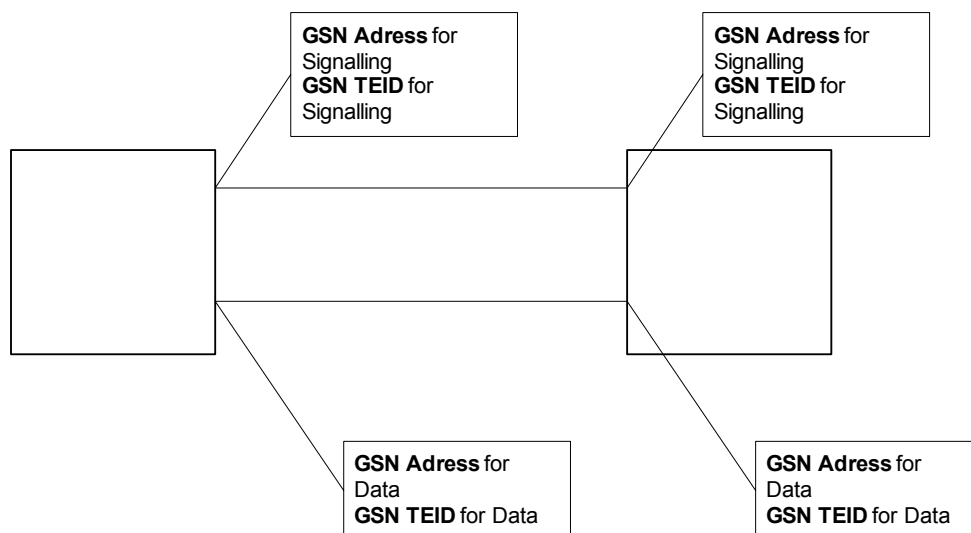 GSN Adress for
Signalling
GSN TEID for
Signalling
GSN Adress for
Signalling
GSN TEID for
Signalling
GSN Adress for
Data
GSN TEID for Data
GSN Adress for
Data
GSN TEID for Data